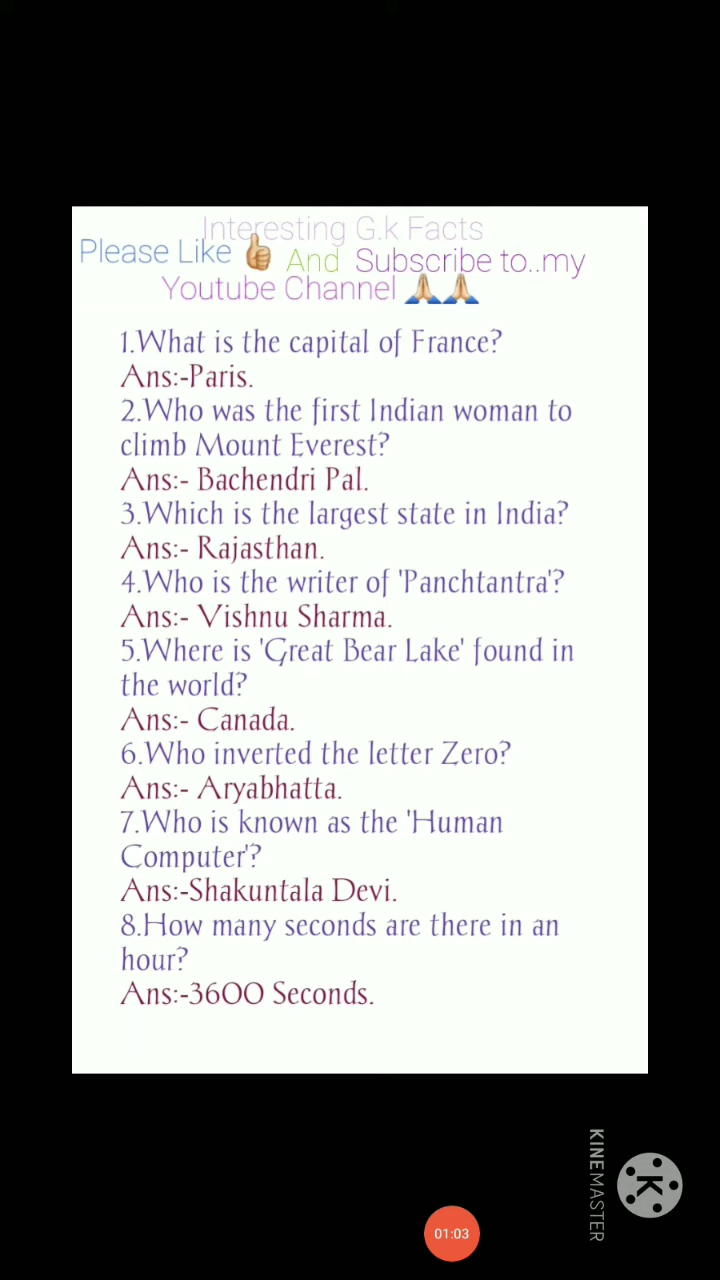 Interesting G.k Facts
Please Like 👍 And Subscribe to..my
Youtube Channel 🙏🙏
1.What is the capital of France?
Ans:-Paris.
2.Who was the first Indian woman to
climb Mount Everest?
Ans:- Bachendri Pal.
3.Which is the largest state in India?
Ans:- Rajasthan.
4.Who is the writer of 'Panchtantra'?
Ans:- Vishnu Sharma.
5.Where is 'Great Bear Lake' found in
the world?
Ans:- Canada.
6.Who inverted the letter Zero?
Ans:- Aryabhatta.
7.Who is known as the 'Human
Computer'?
Ans:-Shakuntala Devi.
8.How many seconds are there in an
hour?
Ans:-3600 Seconds.
KINEMASTER
K
01:03